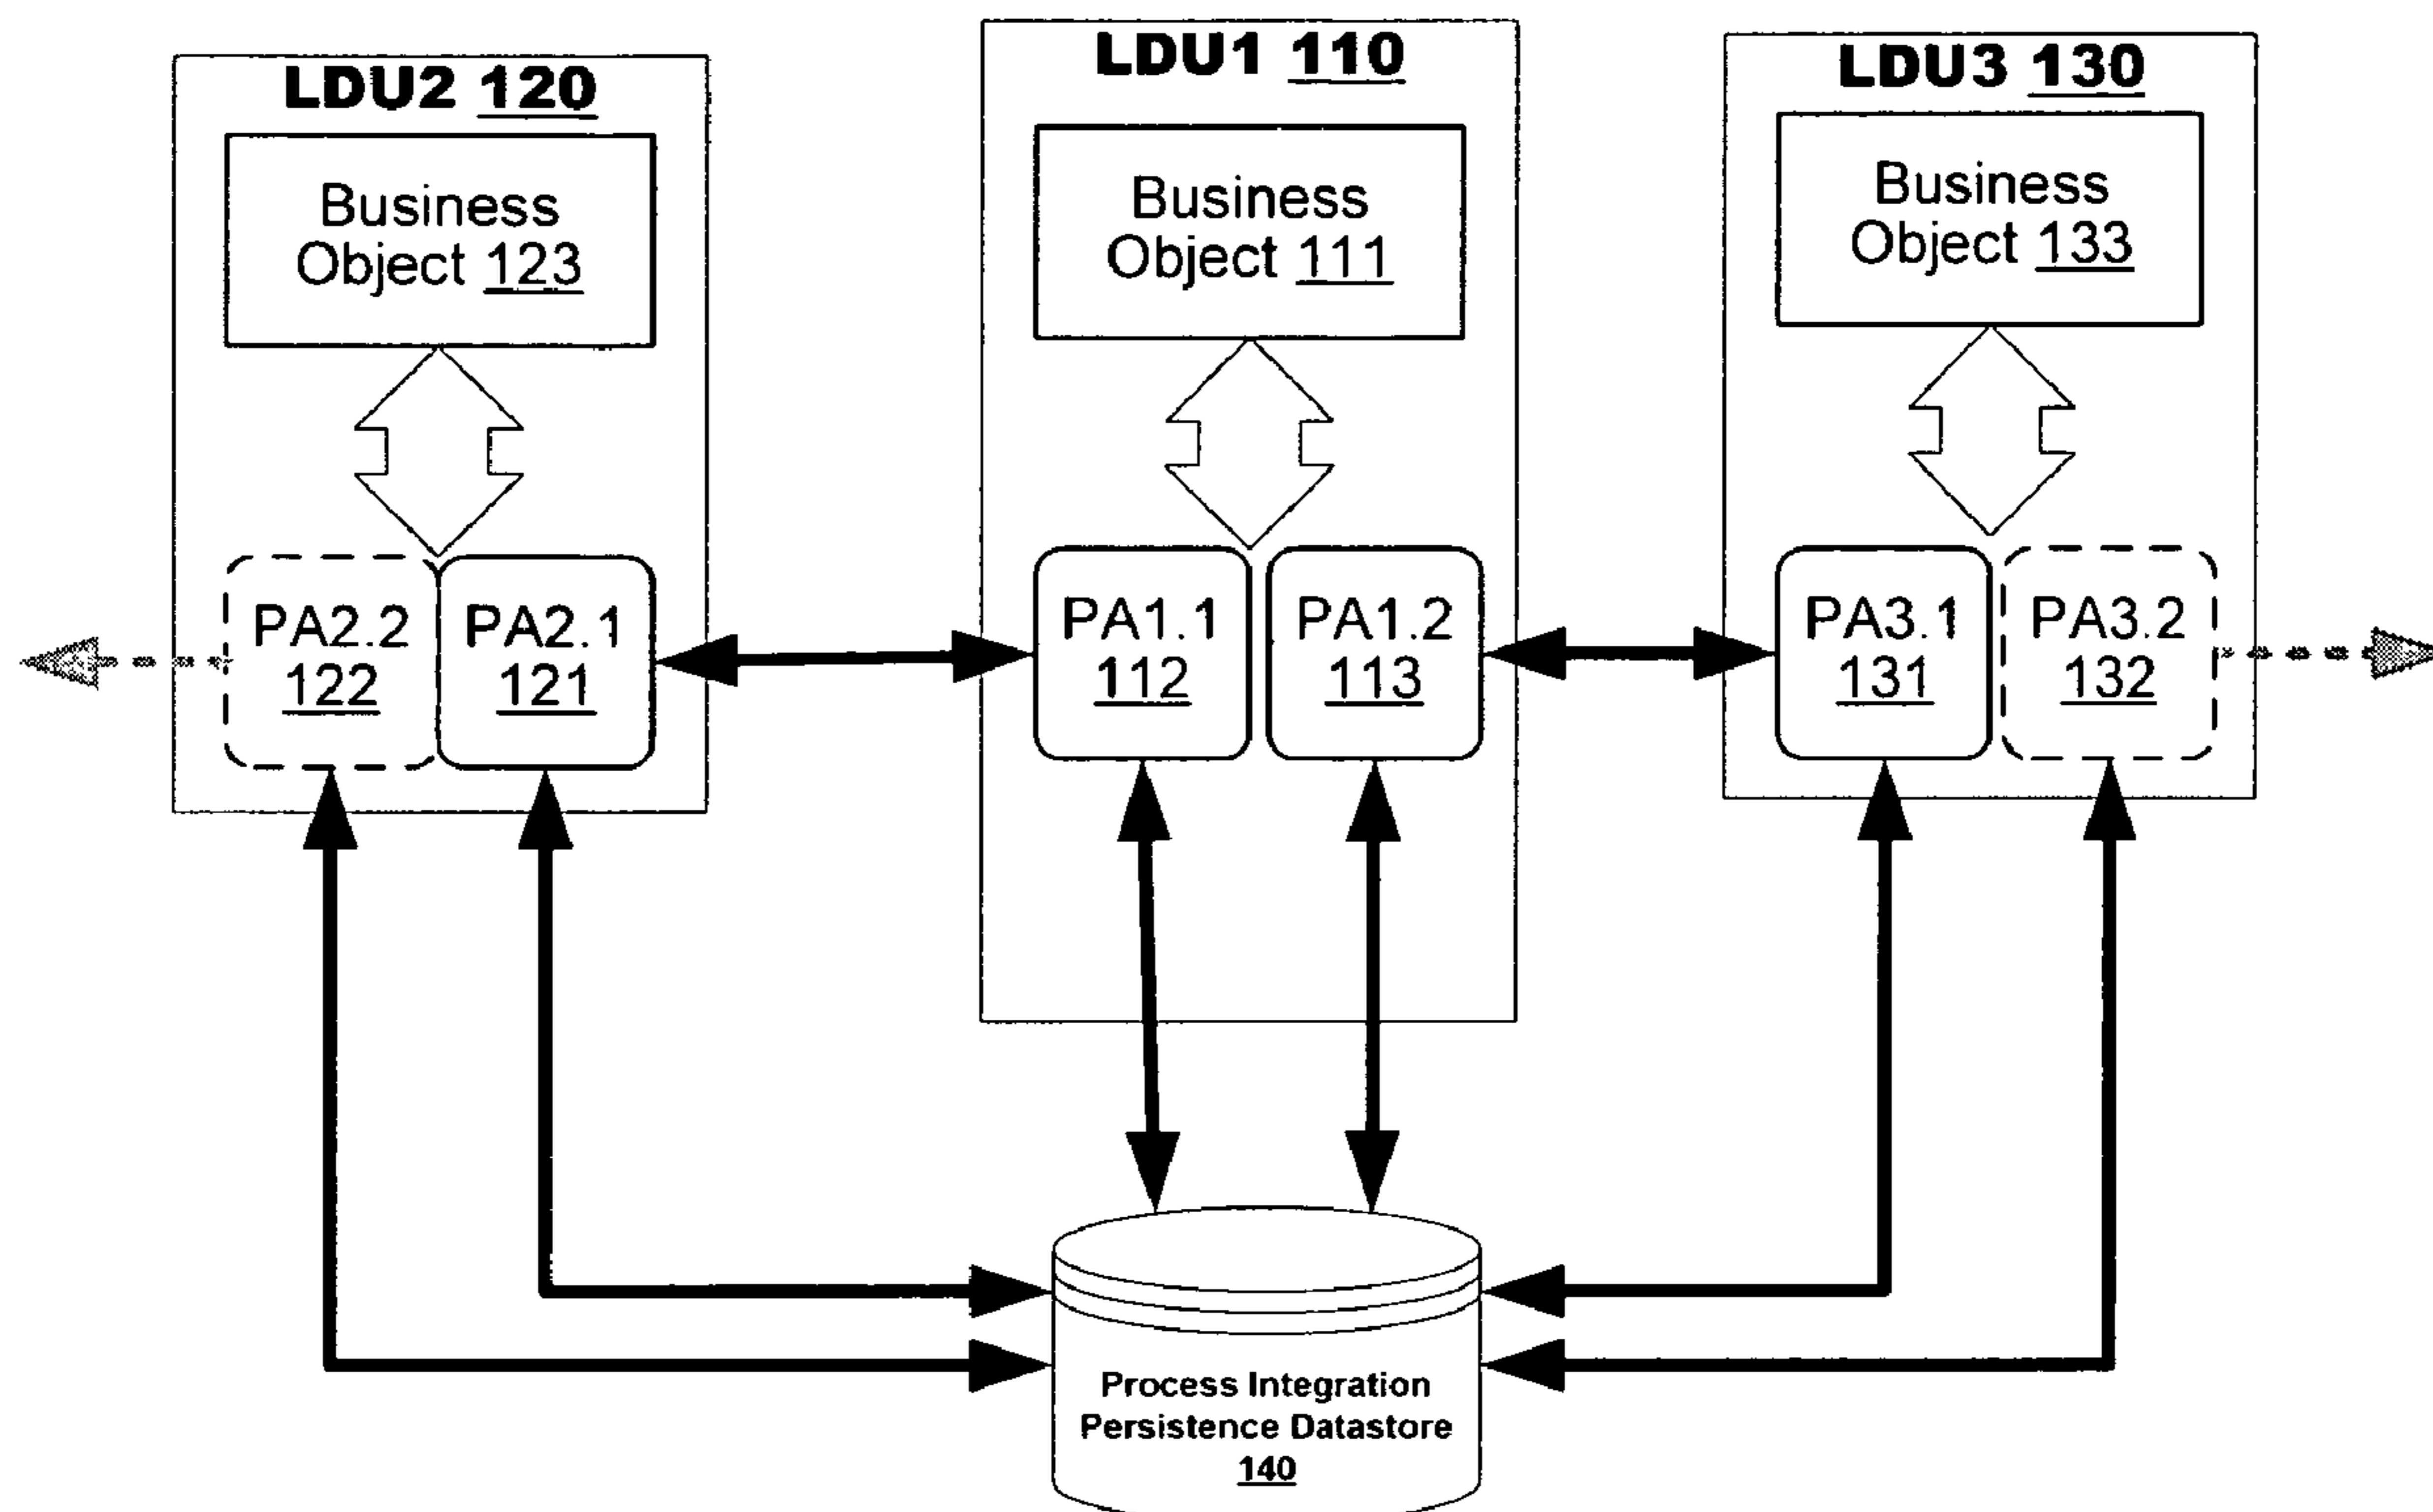 LDU2 120
Business
Object 123
PA2.2
122
PA2.1
121
LDU1 110
Business
Object 111
PA1.1
112
PA1.2
113
LDU3 130
Business
Object 133
PA3.1
131
PA3.2
132
Process Integration
Persistence Datastore
140